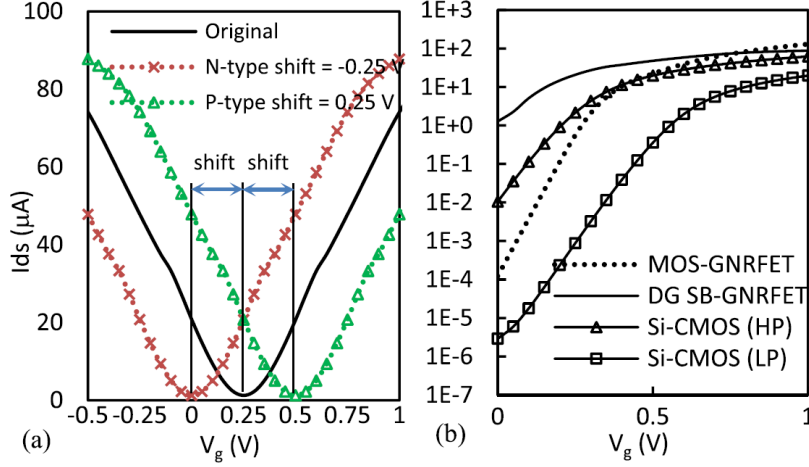 100
80
60
40
20
0
Ids (µA)
Original
N-type shift = -0.25 V
P-type shift = 0.25 V
shift shift
-0.5 -0.25 0 0.25 0.5 0.75 1
V_g (V)
(a)
1E+3
1E+2
1E+1
1E+0
1E-1
1E-2
1E-3
1E-4
1E-5
1E-6
1E-7
MOS-GNRFET
DG SB-GNRFET
Si-CMOS (HP)
Si-CMOS (LP)
0 0.5 1
V_g (V)
(b)